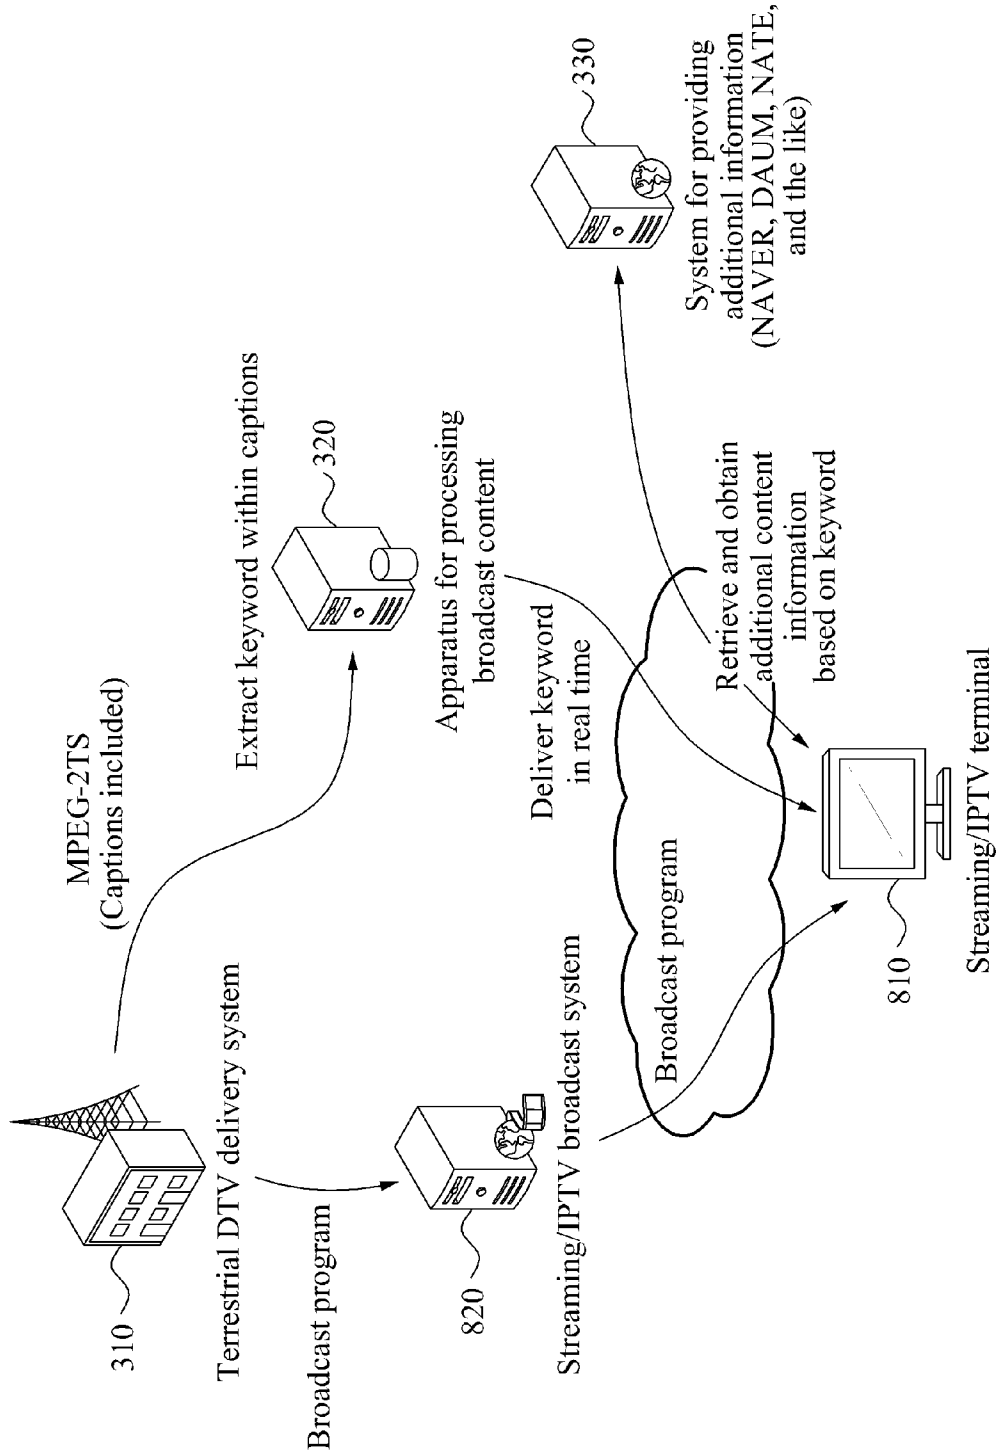 MPEG-2TS
(Captions included)
310
Terrestrial DTV delivery system
Extract keyword within captions
320
Apparatus for processing
broadcast content
Broadcast program
820
Streaming/IPTV broadcast system
Deliver keyword
in real time
330
System for providing
additional information
(NAVER, DAUM, NATE,
and the like)
Broadcast program
Retrieve and obtain
additional content
information
based on keyword
810
Streaming/IPTV terminal